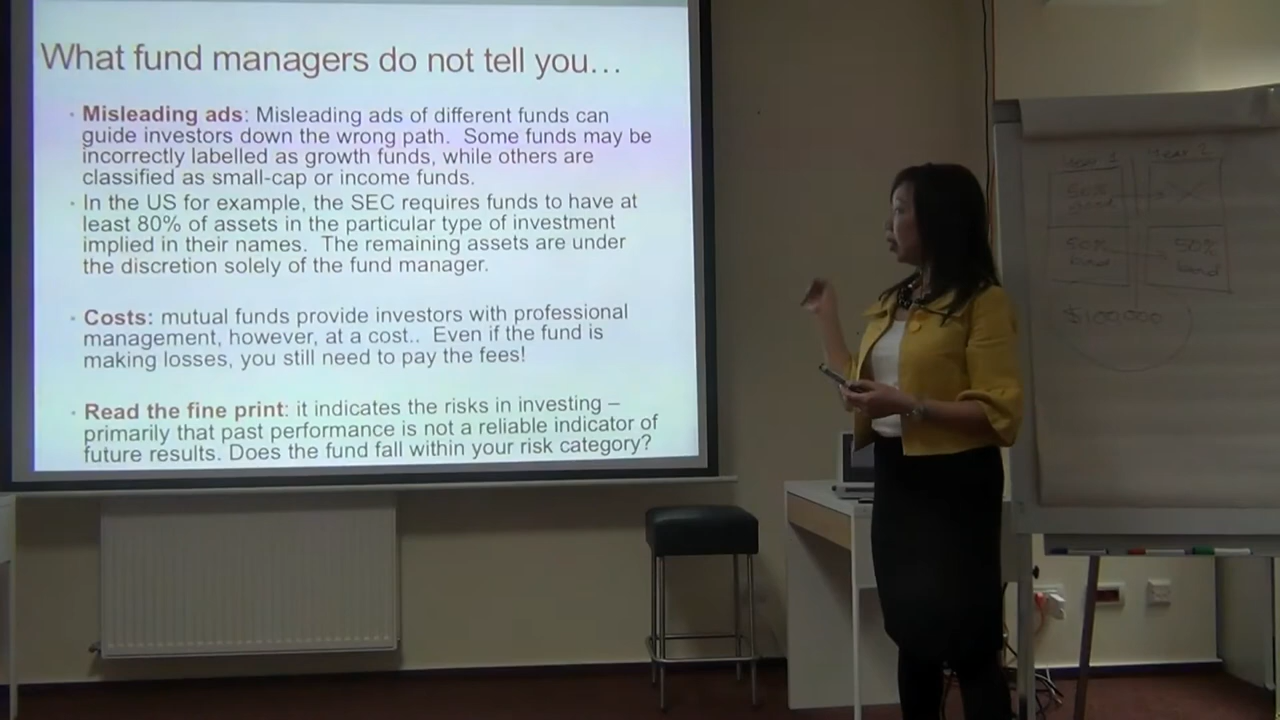 What fund managers do not tell you...
• Misleading ads: Misleading ads of different funds can
guide investors down the wrong path. Some funds may be
incorrectly labelled as growth funds, while others are
classified as small-cap or income funds.
• In the US for example, the SEC requires funds to have at
least 80% of assets in the particular type of investment
implied in their names. The remaining assets are under
the discretion solely of the fund manager.
• Costs: mutual funds provide investors with professional
management, however, at a cost.. Even if the fund is
making losses, you still need to pay the fees!
• Read the fine print: it indicates the risks in investing –
primarily that past performance is not a reliable indicator of
future results. Does the fund fall within your risk category?
Year 1 Year 2
50%
50%
bond
$100,000